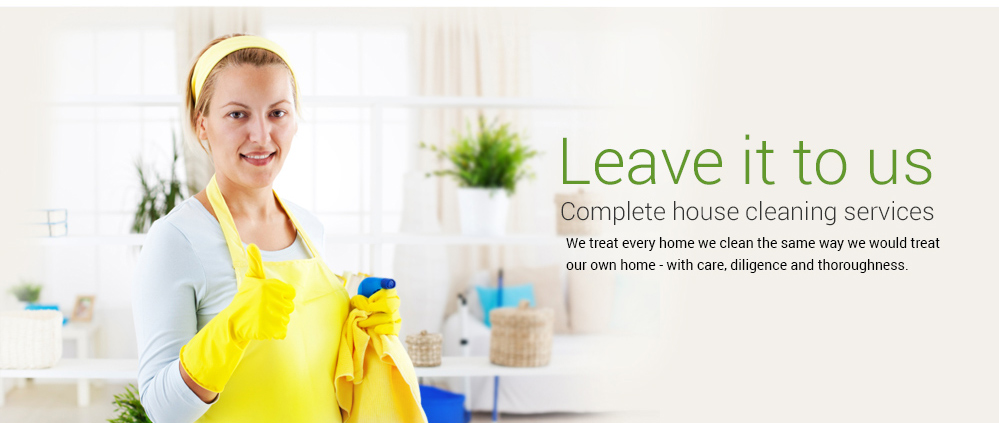 Leave it to us
Complete house cleaning services
We treat every home we clean the same way we would treat
our own home - with care, diligence and thoroughness.